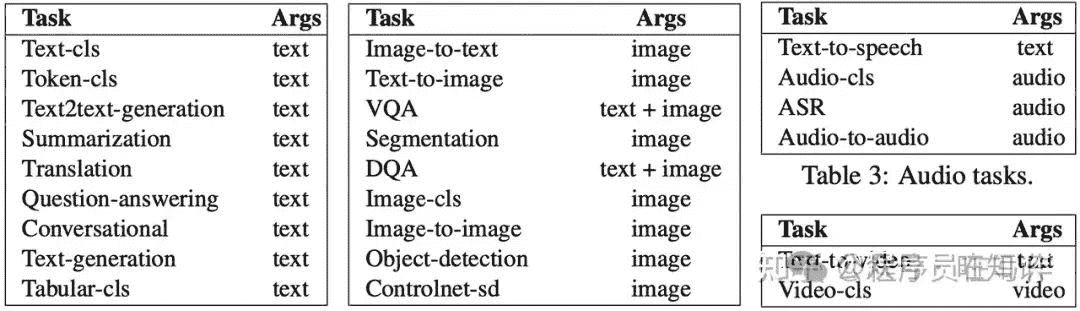 Task Args
Text-cls text
Token-cls text
Text2text-generation text
Summarization text
Translation text
Question-answering text
Conversational text
Text-generation text
Tabular-cls text
Task Args
Image-to-text image
Text-to-image image
VQA text + image
Segmentation image
DQA text + image
Image-cls image
Image-to-image image
Object-detection image
Controlnet-sd image
Task Args
Text-to-speech text
Audio-cls audio
ASR audio
Audio-to-audio audio
Table 3: Audio tasks.
Task Args
Text-to-video text
Video-cls video